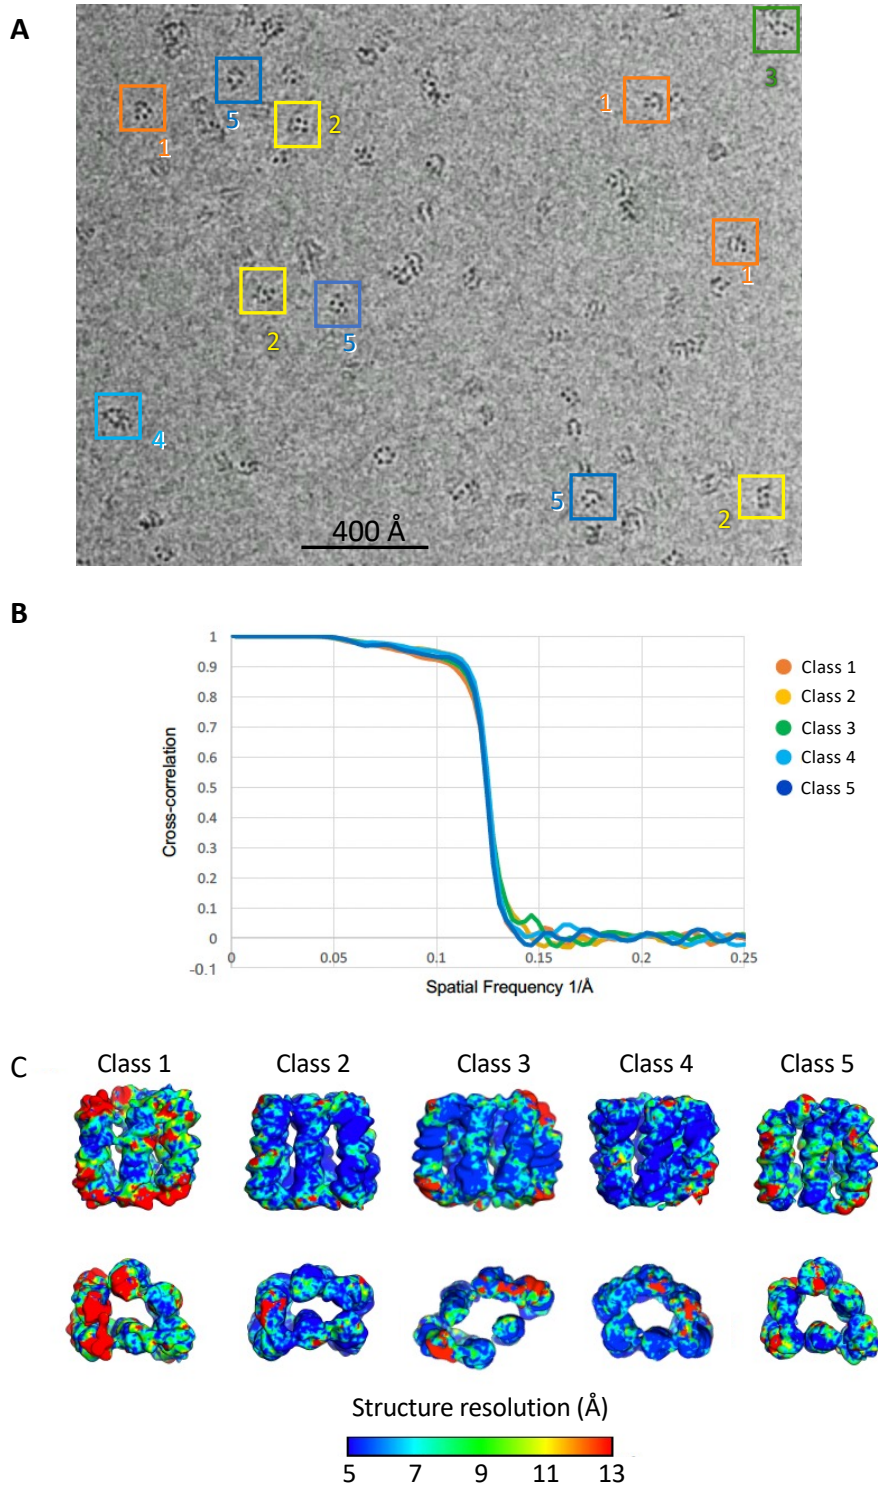 A
3
5
1
1
2
1
2
5
4
5
2
400 Å
B
1
0.9
0.8
0.7
0.6
0.5
0.4
0.3
0.2
0.1
0
-0.1
0 0.05 0.1 0.15 0.2 0.25
Cross-correlation
Spatial Frequency 1/Å
Class 1
Class 2
Class 3
Class 4
Class 5
C
Class 1 Class 2 Class 3 Class 4 Class 5
Structure resolution (Å)
5 7 9 11 13